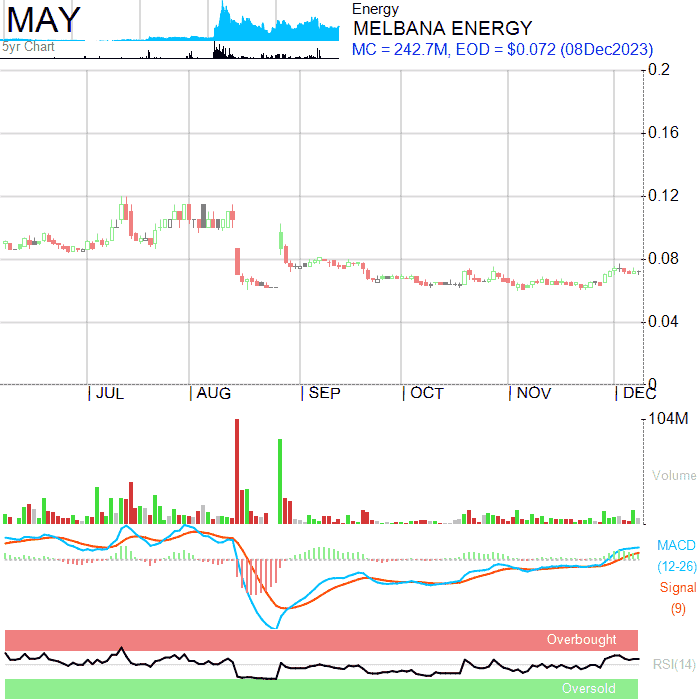 MAY
5yr Chart
Energy
MELBANA ENERGY
MC = 242.7M, EOD = $0.072 (08Dec2023)
0.2
0.16
0.12
0.08
0.04
0
JUL AUG SEP OCT NOV DEC
104M
Volume
MACD
(12-26)
Signal
(9)
Overbought
RSI(14)
Oversold